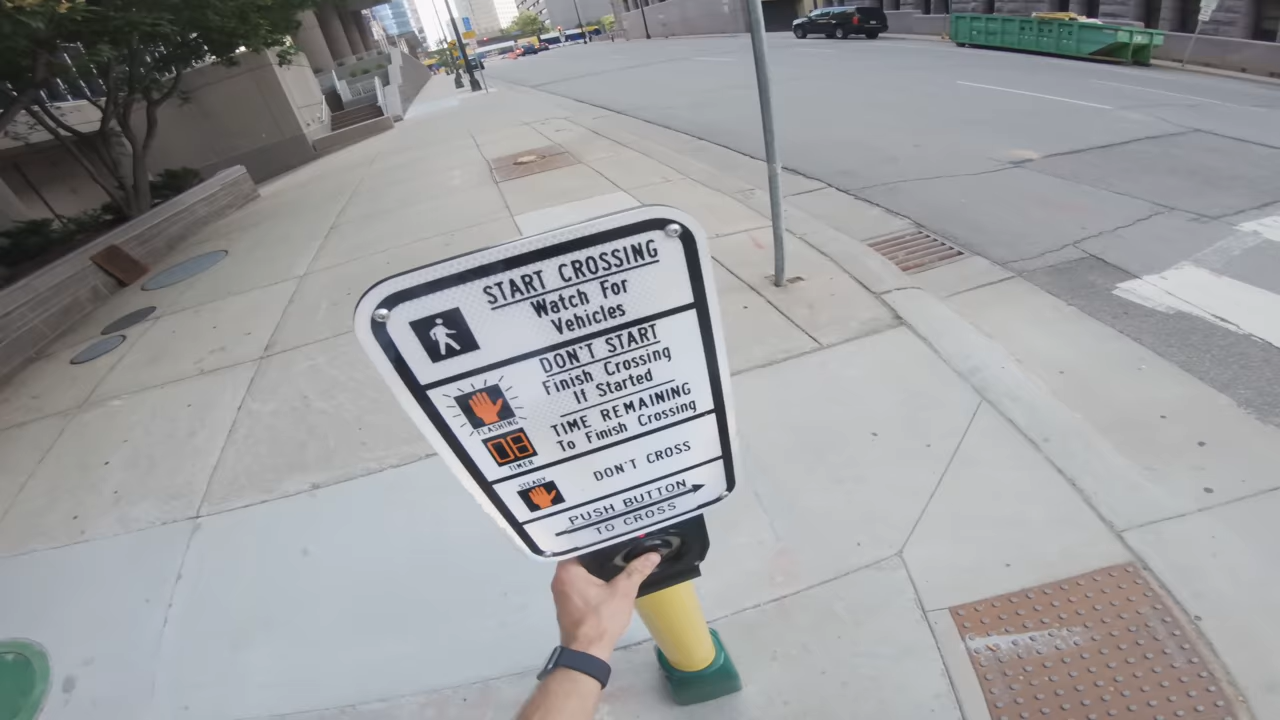 START CROSSING
Watch For
Vehicles
DON'T START
Finish Crossing
If Started
FLASHING
TIME REMAINING
To Finish Crossing
08
TIMER
STEADY
DON'T CROSS
PUSH BUTTON
TO CROSS